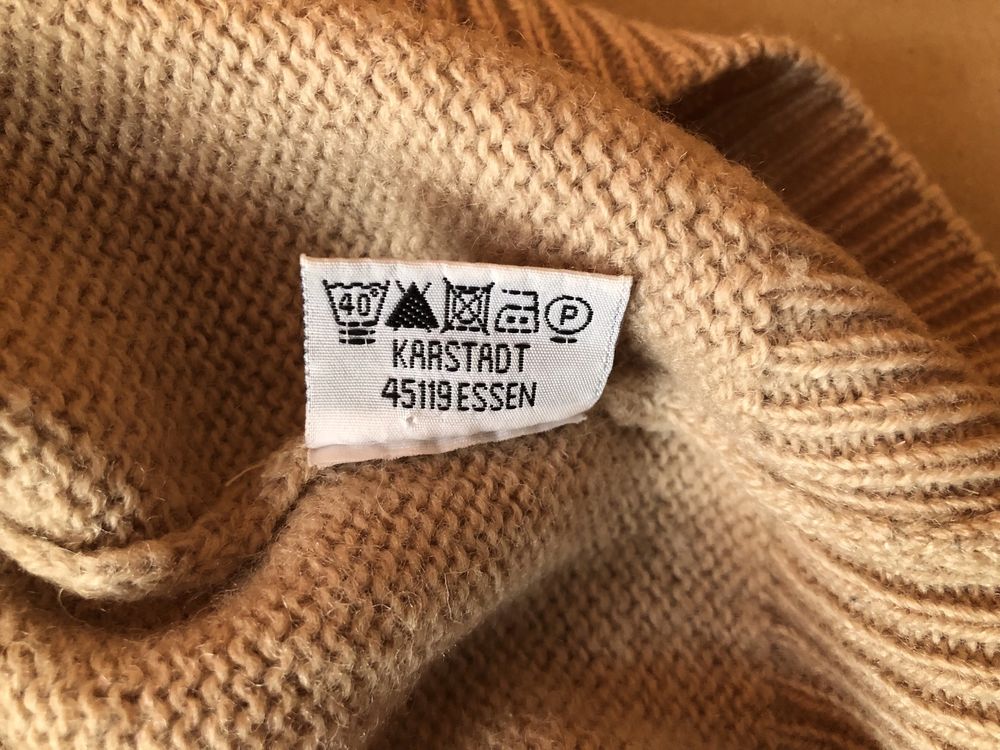 40° P
KARSTADT
45119 ESSEN